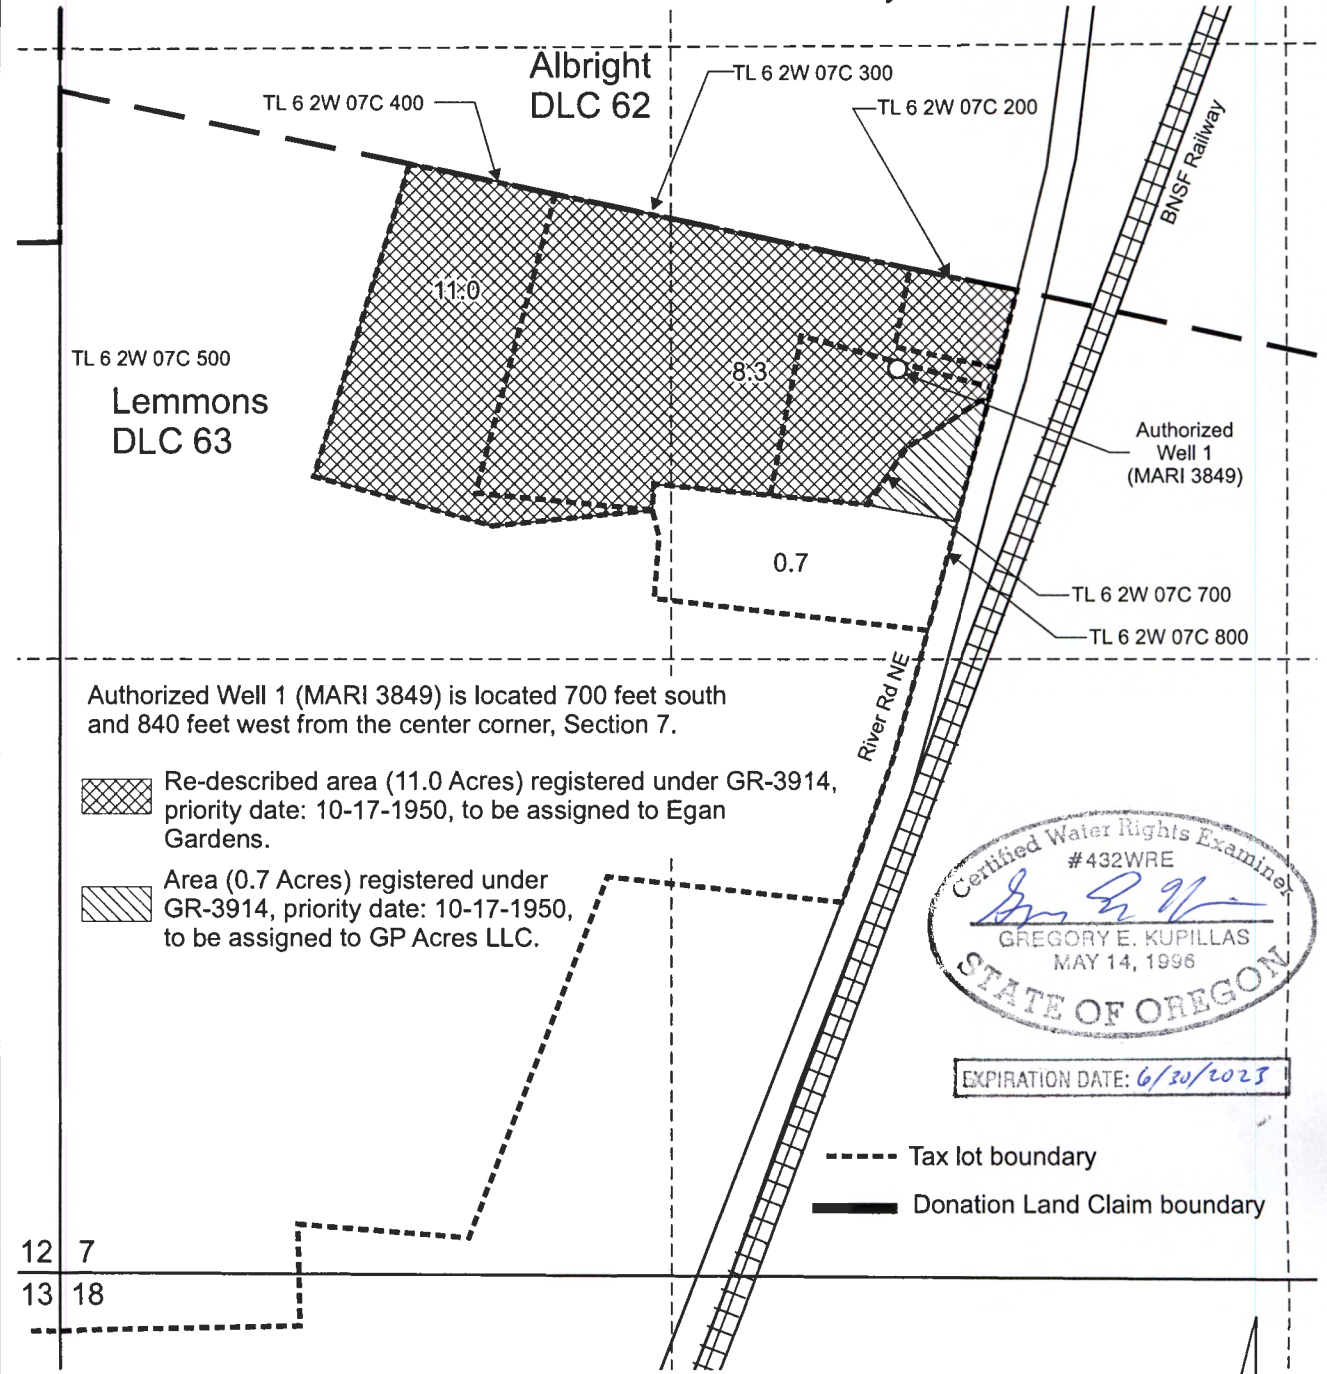 Albright
DLC 62
TL 6 2W 07C 300
TL 6 2W 07C 400
TL 6 2W 07C 200
BNSF Railway
11.0
TL 6 2W 07C 500
8.3
Lemmons
DLC 63
Authorized
Well 1
(MARI 3849)
0.7
TL 6 2W 07C 700
TL 6 2W 07C 800
River Rd NE
Authorized Well 1 (MARI 3849) is located 700 feet south
and 840 feet west from the center corner, Section 7.
Re-described area (11.0 Acres) registered under GR-3914,
priority date: 10-17-1950, to be assigned to Egan
Gardens.
Area (0.7 Acres) registered under
GR-3914, priority date: 10-17-1950,
to be assigned to GP Acres LLC.
Certified Water Rights Examiner
#432WRE
GREGORY E. KUPILLAS
MAY 14, 1996
STATE OF OREGON
EXPIRATION DATE: 6/30/2023
Tax lot boundary
Donation Land Claim boundary
12 7
13 18